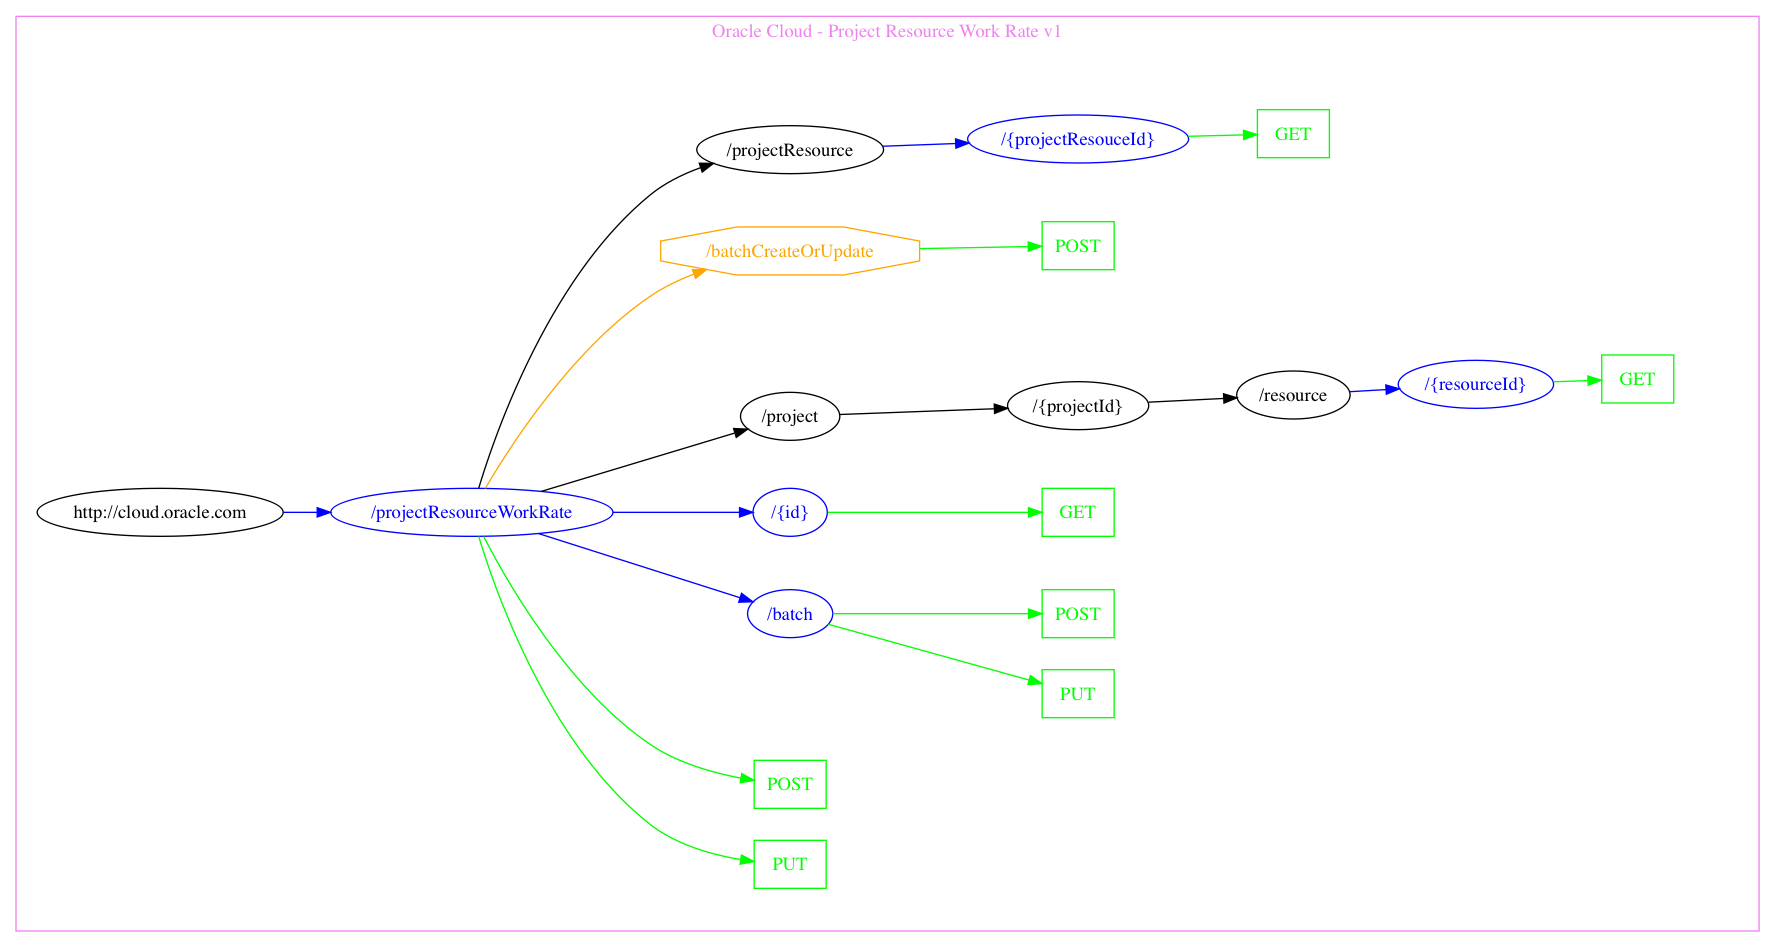 Oracle Cloud - Project Resource Work Rate v1
/projectResource
/{projectResouceId}
GET
/batchCreateOrUpdate
POST
/project
/{projectId}
/resource
/{resourceId}
GET
http://cloud.oracle.com
/projectResourceWorkRate
/{id}
GET
/batch
POST
PUT
POST
PUT